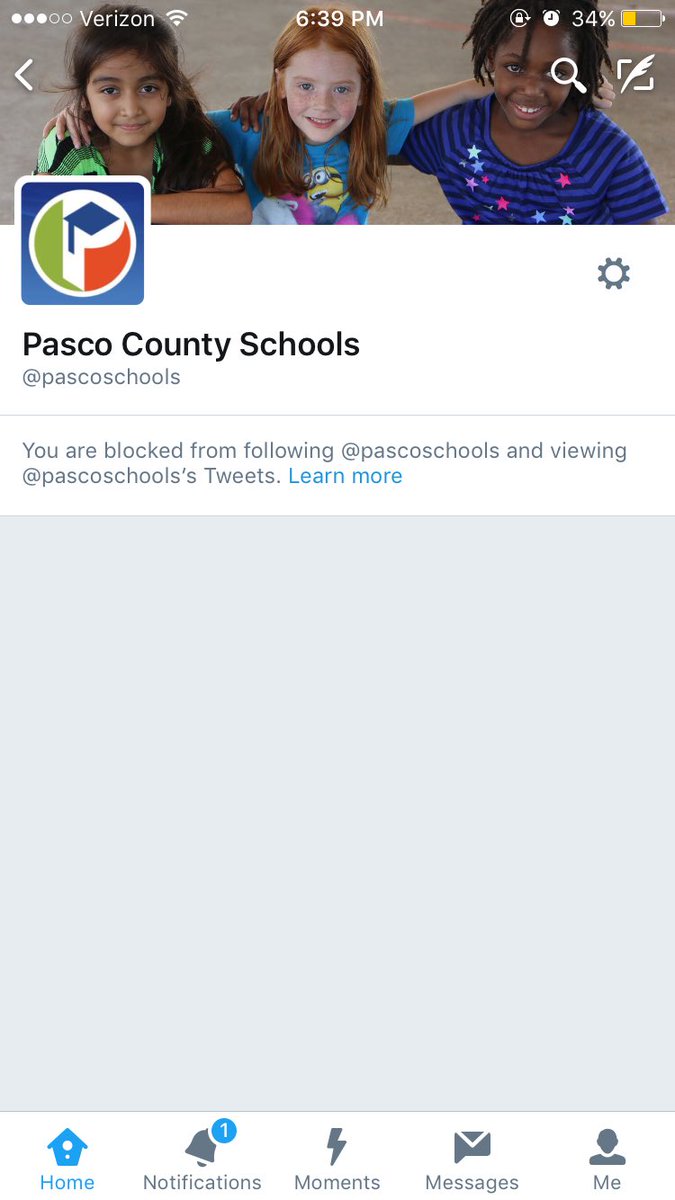 Verizon 6:39 PM 34%
Pasco County Schools
@pascoschools
You are blocked from following @pascoschools and viewing
@pascoschools’s Tweets. Learn more
1
Home Notifications Moments Messages Me